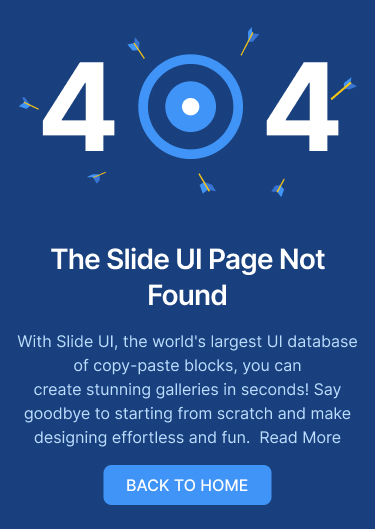 4 4
The Slide UI Page Not
Found
With Slide UI, the world's largest UI database
of copy-paste blocks, you can
create stunning galleries in seconds! Say
goodbye to starting from scratch and make
designing effortless and fun.  Read More
BACK TO HOME